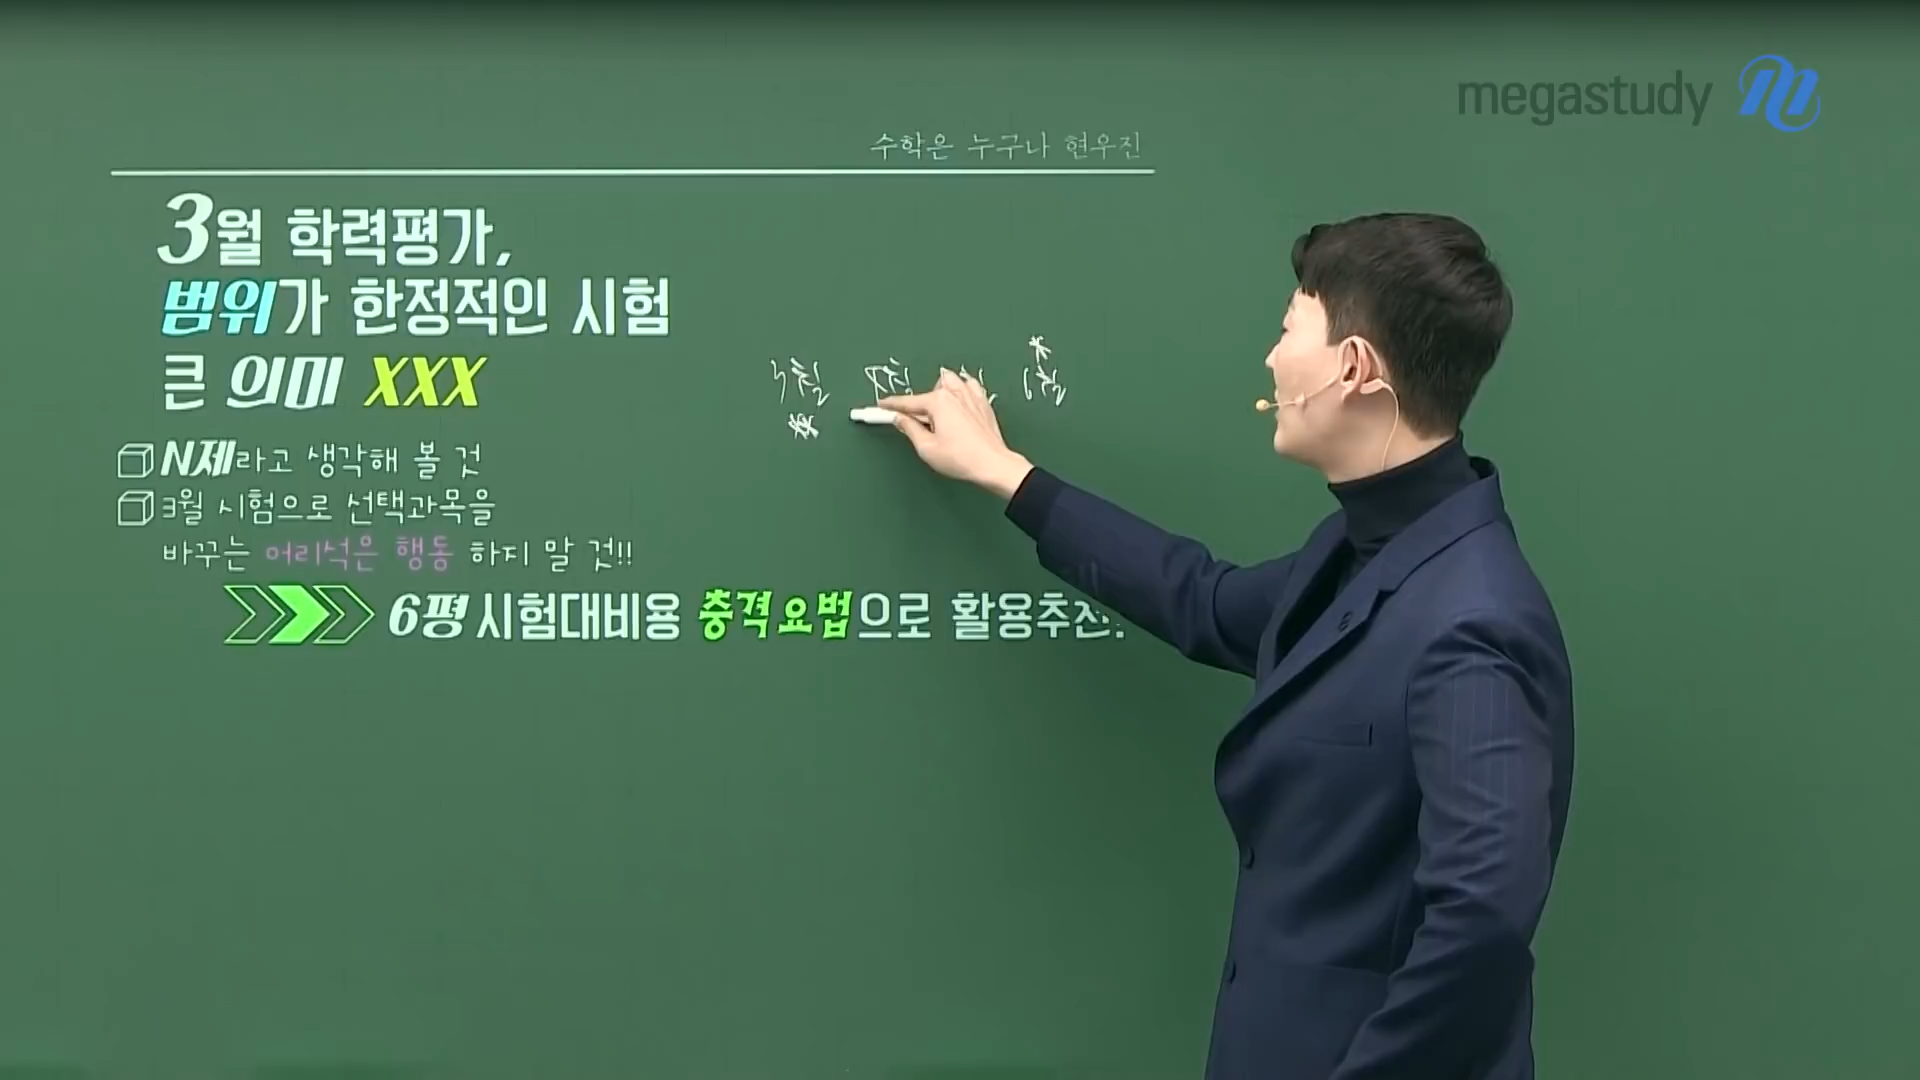 megastudy
수학은 누구나 현우진
3월 학력평가,
범위가 한정적인 시험
큰 의미 XXX
N제라고 생각해 볼 것
3월 시험으로 선택과목을
바꾸는 어리석은 행동 하지 말 것!!
6평 시험대비용 충격요법으로 활용추천!